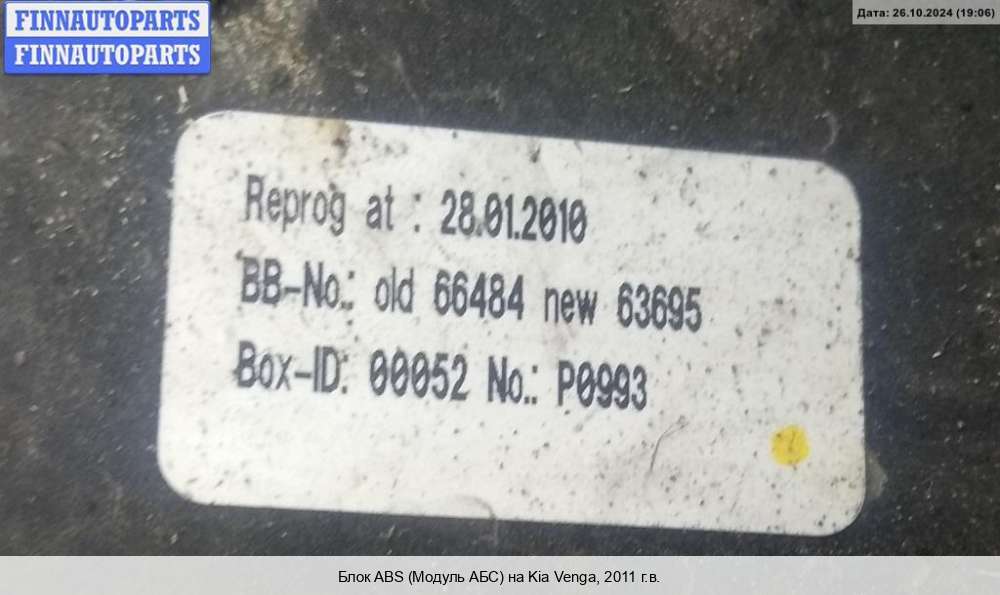 FINNAUTOPARTS
FINNAUTOPARTS
Дата: 26.10.2024 (19:06)
Reprog at : 28.01.2010
BB-No.: old 66484 new 63695
Box-ID: 00052 No.: P0993
Блок ABS (Модуль АБС) на Kia Venga, 2011 г.в.